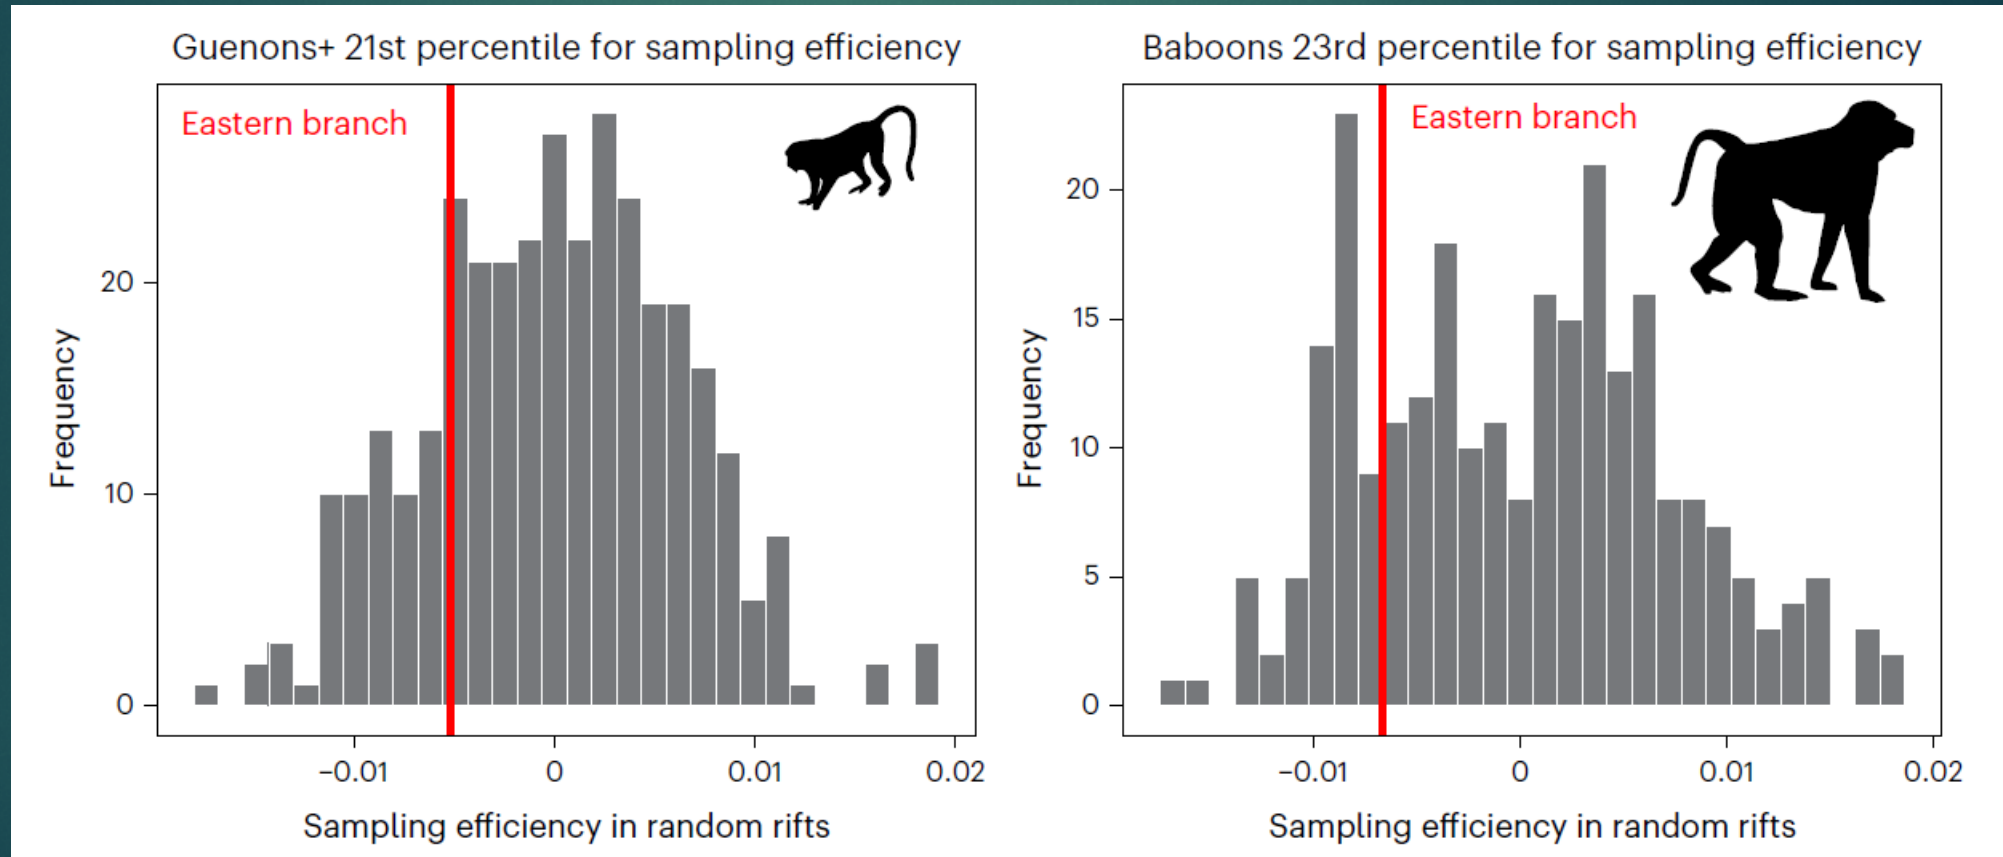 Guenons+ 21st percentile for sampling efficiency
Eastern branch
20
10
0
Frequency
−0.01 0 0.01 0.02
Sampling efficiency in random rifts
Baboons 23rd percentile for sampling efficiency
Eastern branch
20
15
10
5
0
Frequency
−0.01 0 0.01 0.02
Sampling efficiency in random rifts